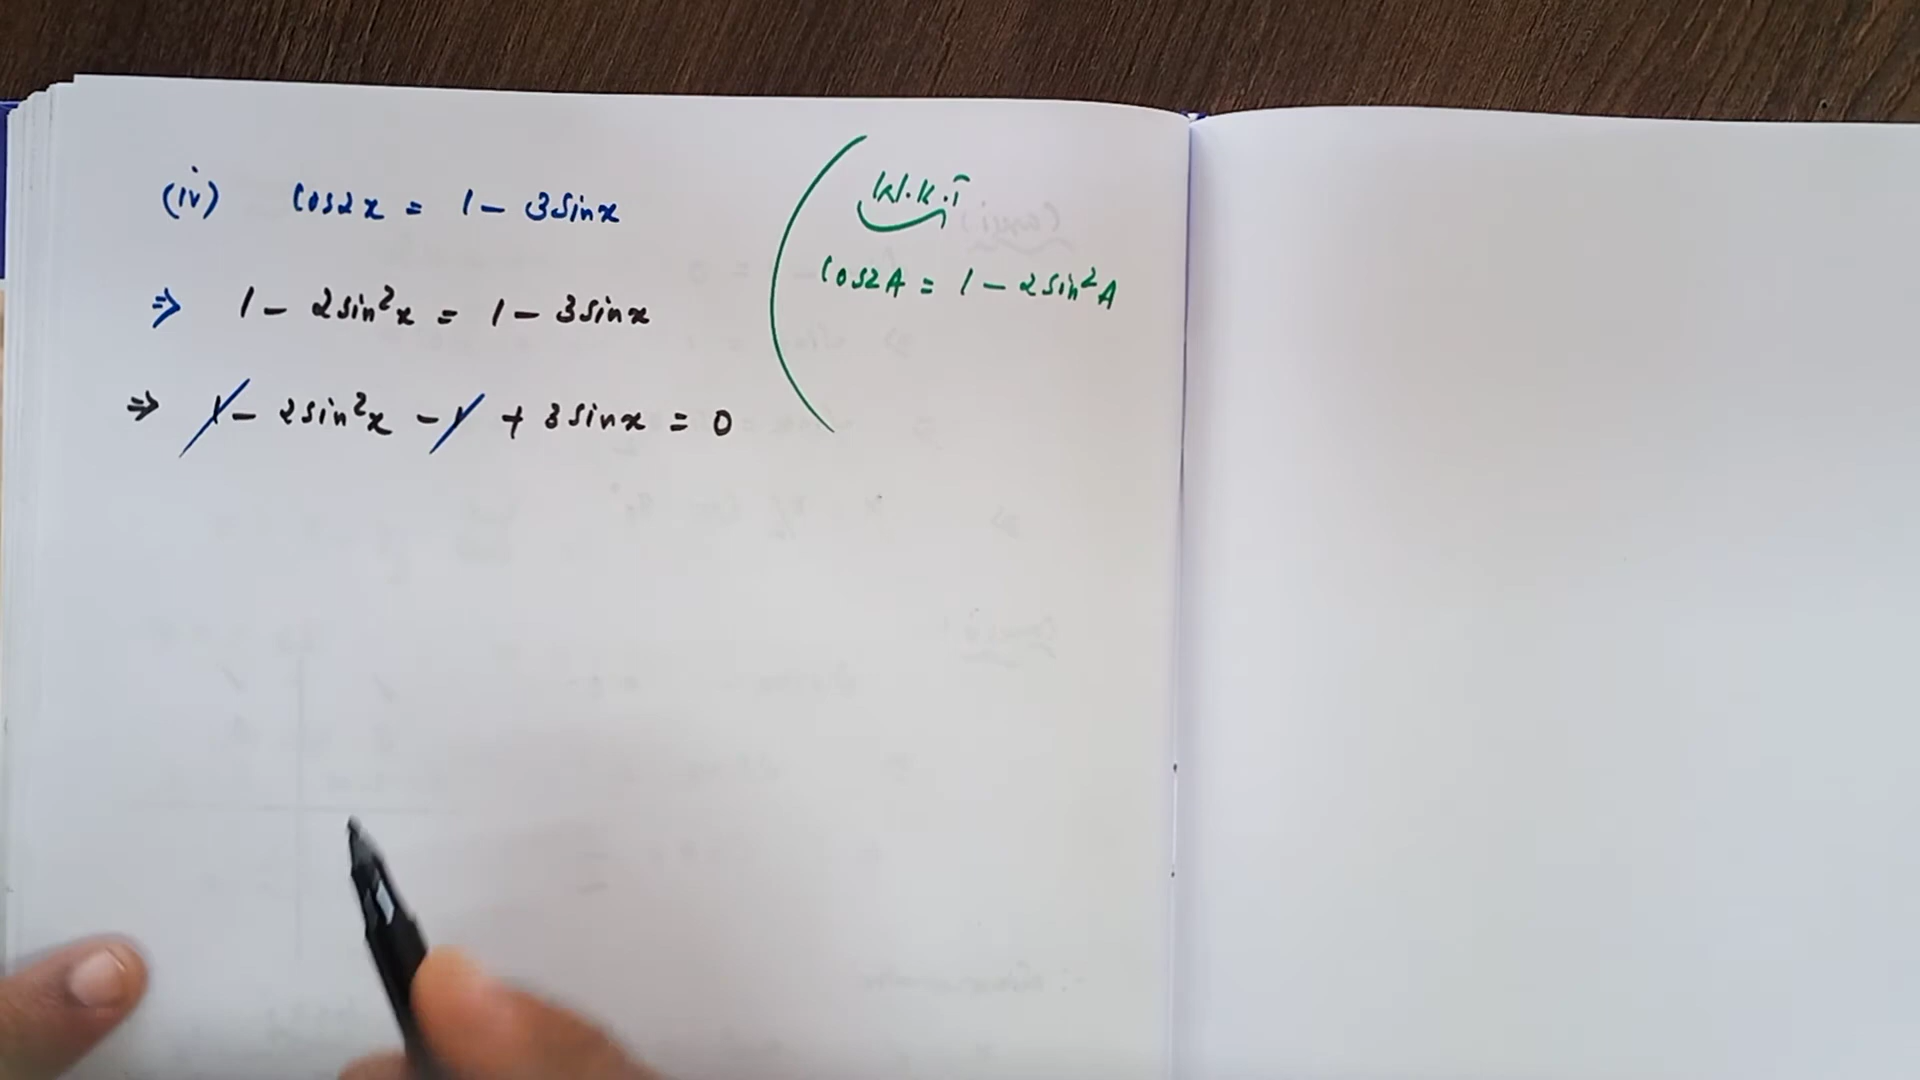 (iv) cos2x = 1 - 3sinx
⇒ 1 - 2sin²x = 1 - 3sinx
⇒ 1 - 2sin²x - 1 + 3sinx = 0
W.K.T
cos2A = 1 - 2sin²A